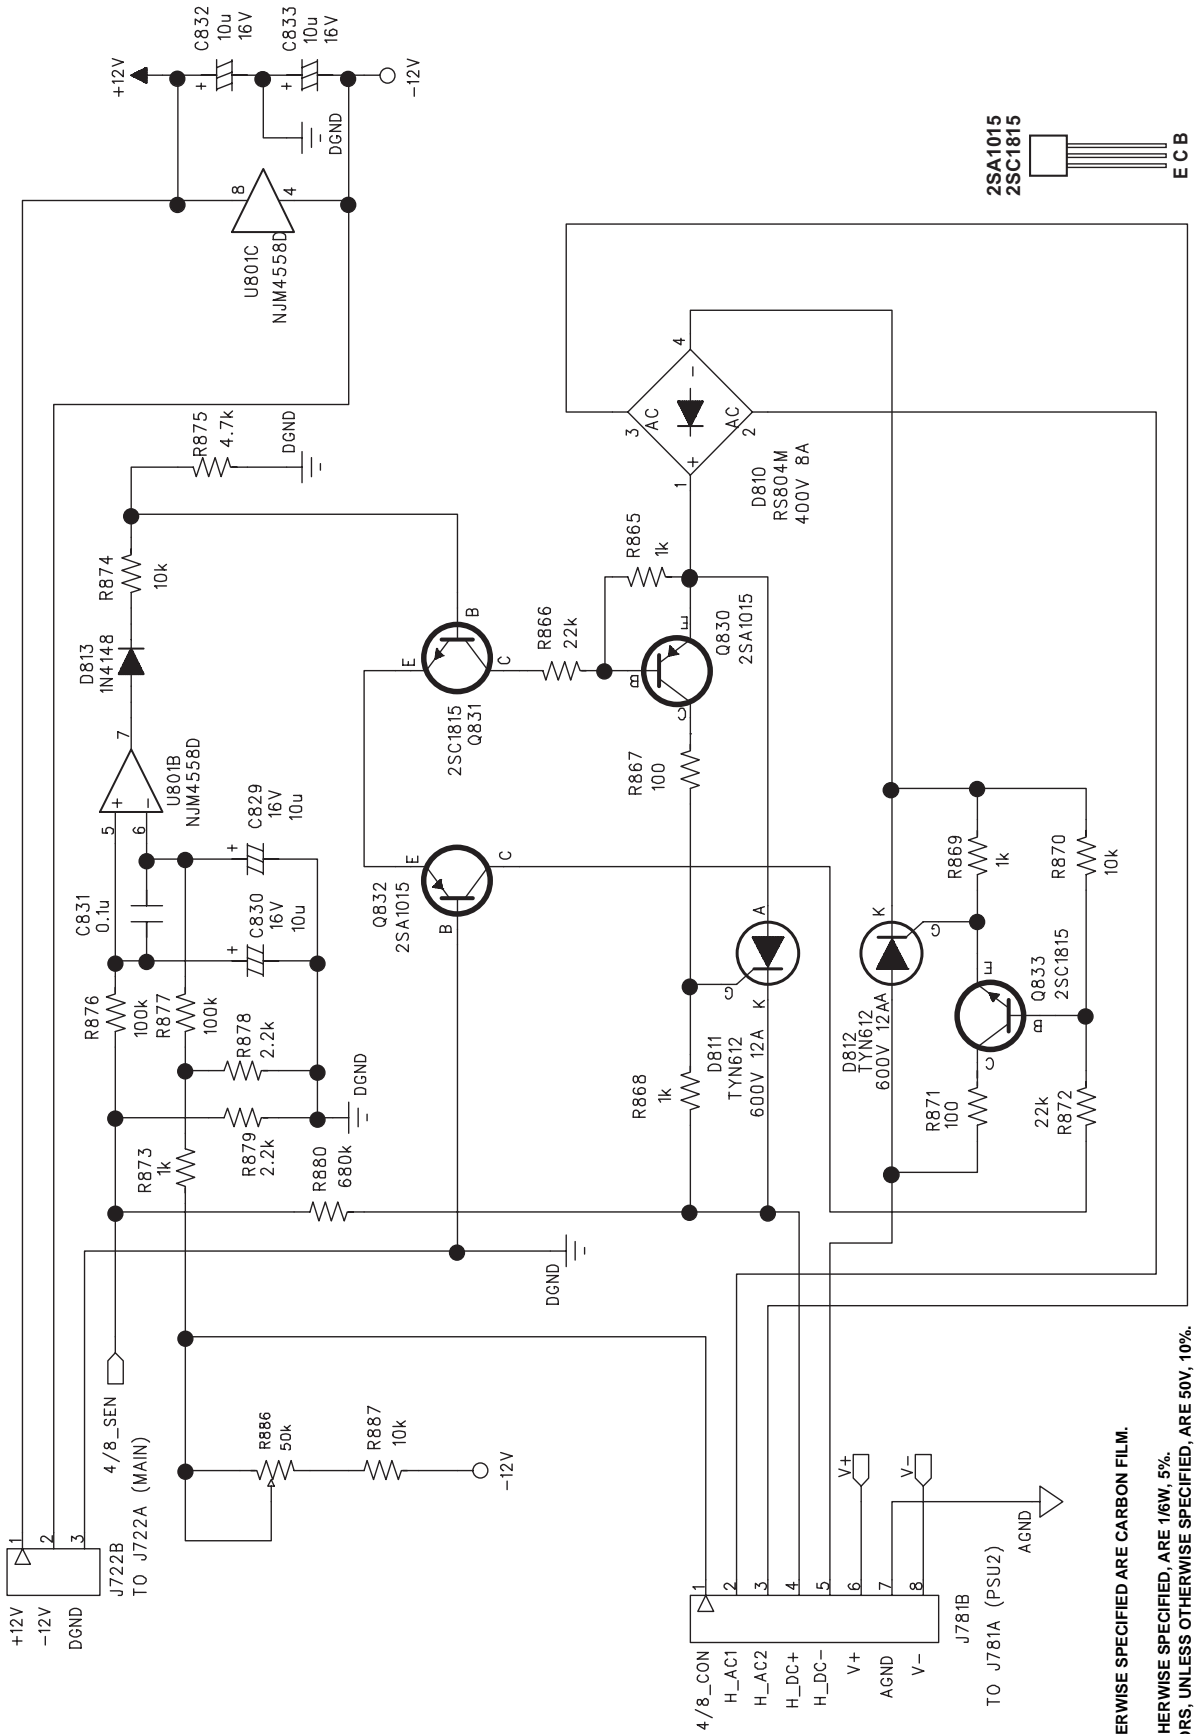 +12V
-12V
DGND
1
2
3
J722B
TO J722A (MAIN)
4/8_SEN
R886
50k
R887
10k
-12V
R873
1k
R876
100k
R877
100k
R878
2.2k
R879
2.2k
R880
680k
DGND
DGND
C831
0.1u
C830
16V
10u
C829
16V
10u
5
6
+
-
7
U801B
NJM4558D
D813
1N4148
R874
10k
R875
4.7k
DGND
U801C
NJM4558D
8
4
+12V
C832
10u
16V
+
C833
10u
16V
+
DGND
-12V
Q832
2SA1015
E
B
C
2SC1815
Q831
E
B
C
R866
22k
R865
1k
Q830
2SA1015
E
B
C
R867
100
R868
1k
D811
TYN612
600V 12A
A
G
K
D810
RS804M
400V 8A
1
+
2
AC
3
AC
4
-
D812
TYN612
600V 12AA
K
G
R869
1k
R870
10k
R871
100
22k
R872
Q833
2SC1815
E
B
C
2SA1015
2SC1815
E C B
4/8_CON
H_AC1
H_AC2
H_DC+
H_DC-
V+
AGND
V-
1
2
3
4
5
6
7
8
J781B
TO J781A (PSU2)
V+
V-
AGND
ERWISE SPECIFIED ARE CARBON FILM.
HERWISE SPECIFIED, ARE 1/6W, 5%.
ORS, UNLESS OTHERWISE SPECIFIED, ARE 50V, 10%.